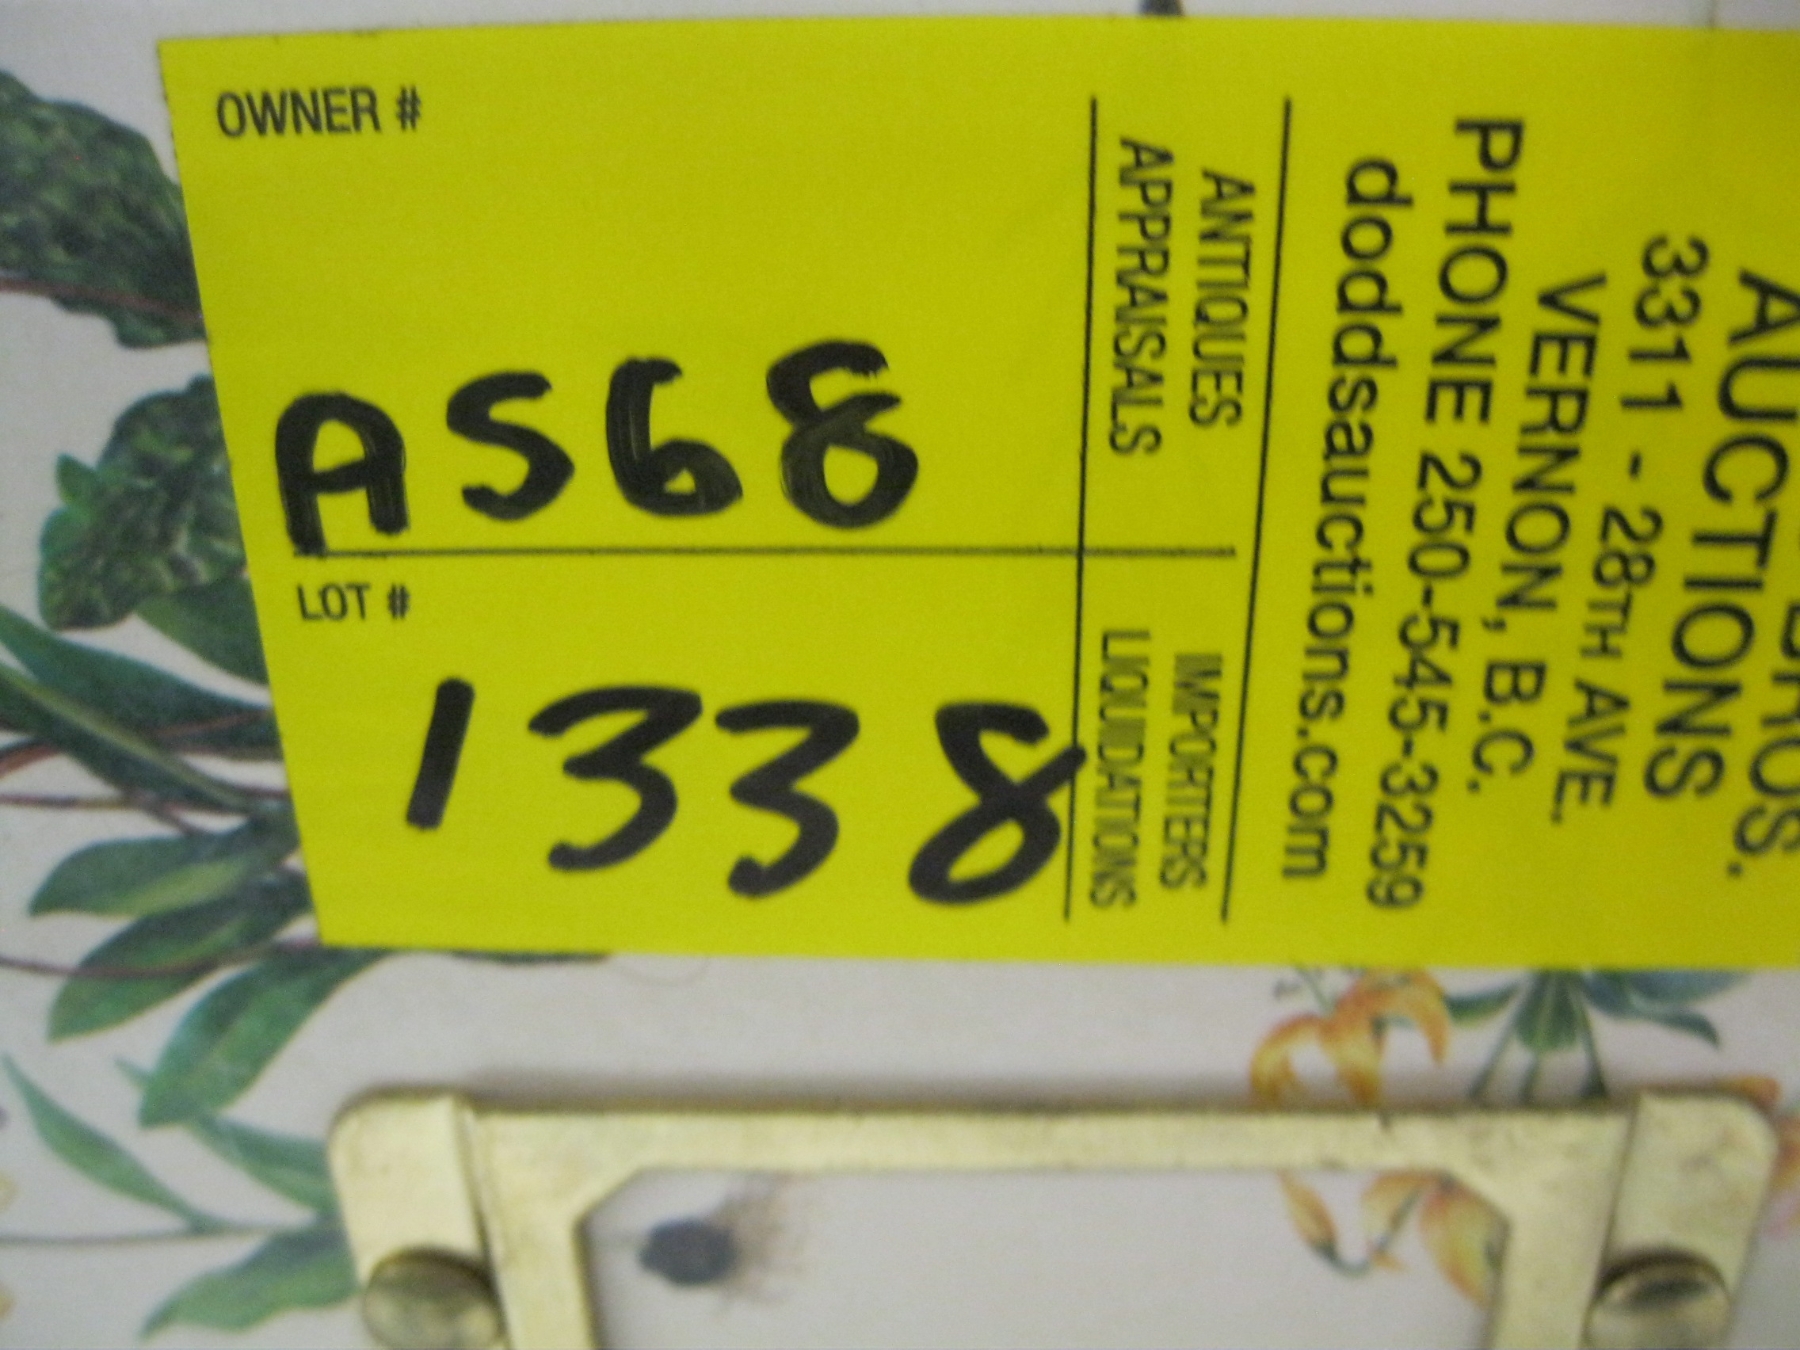 OWNER #
AS68
LOT #
1338
BROS.
AUCTIONS
3311 - 28TH AVE.
VERNON, B.C.
PHONE 250-545-3259
doddsauctions.com
ANTIQUES IMPORTERS
APPRAISALS LIQUIDATIONS